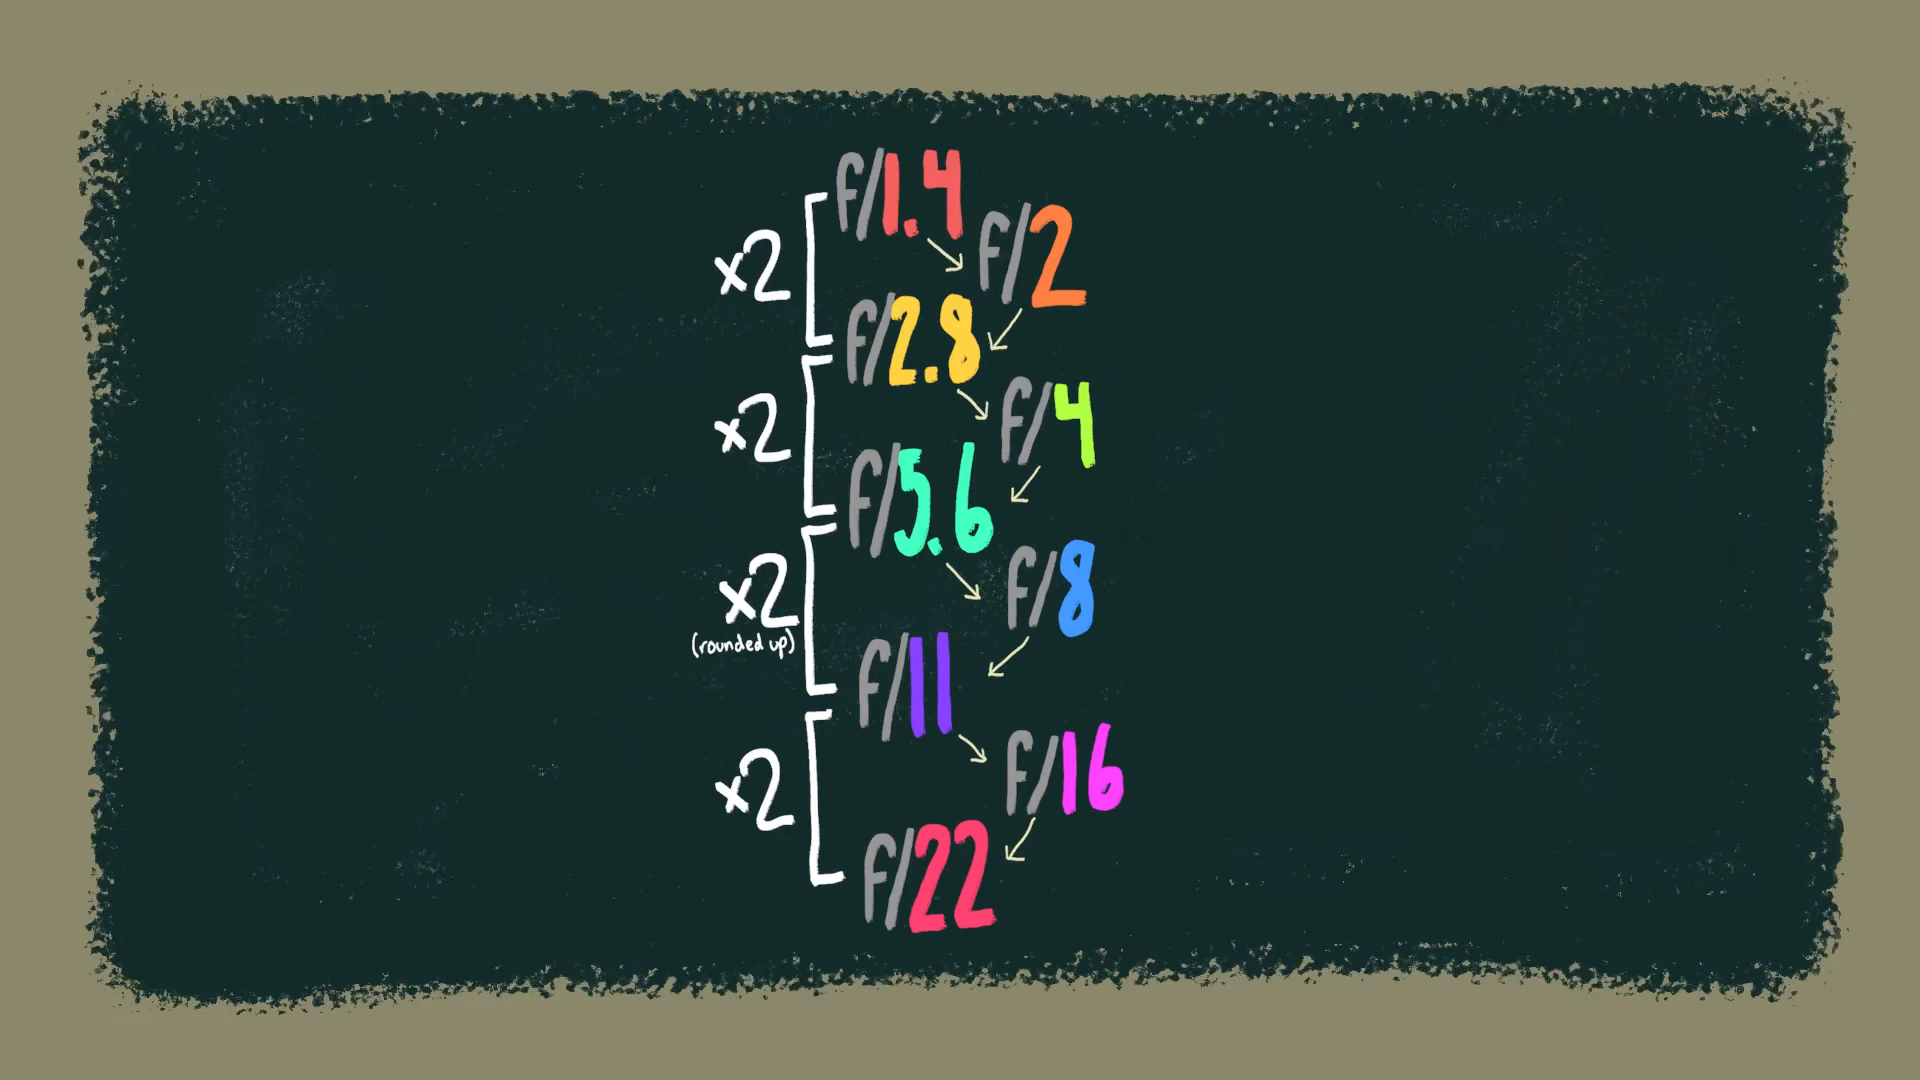 f/1.4
f/2
x2
f/2.8
f/4
x2
f/5.6
f/8
x2
(rounded up)
f/11
f/16
x2
f/22